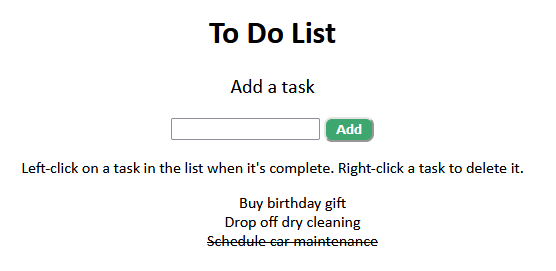 To Do List
Add a task
Add
Left-click on a task in the list when it's complete. Right-click a task to delete it.
Buy birthday gift
Drop off dry cleaning
Schedule car maintenance